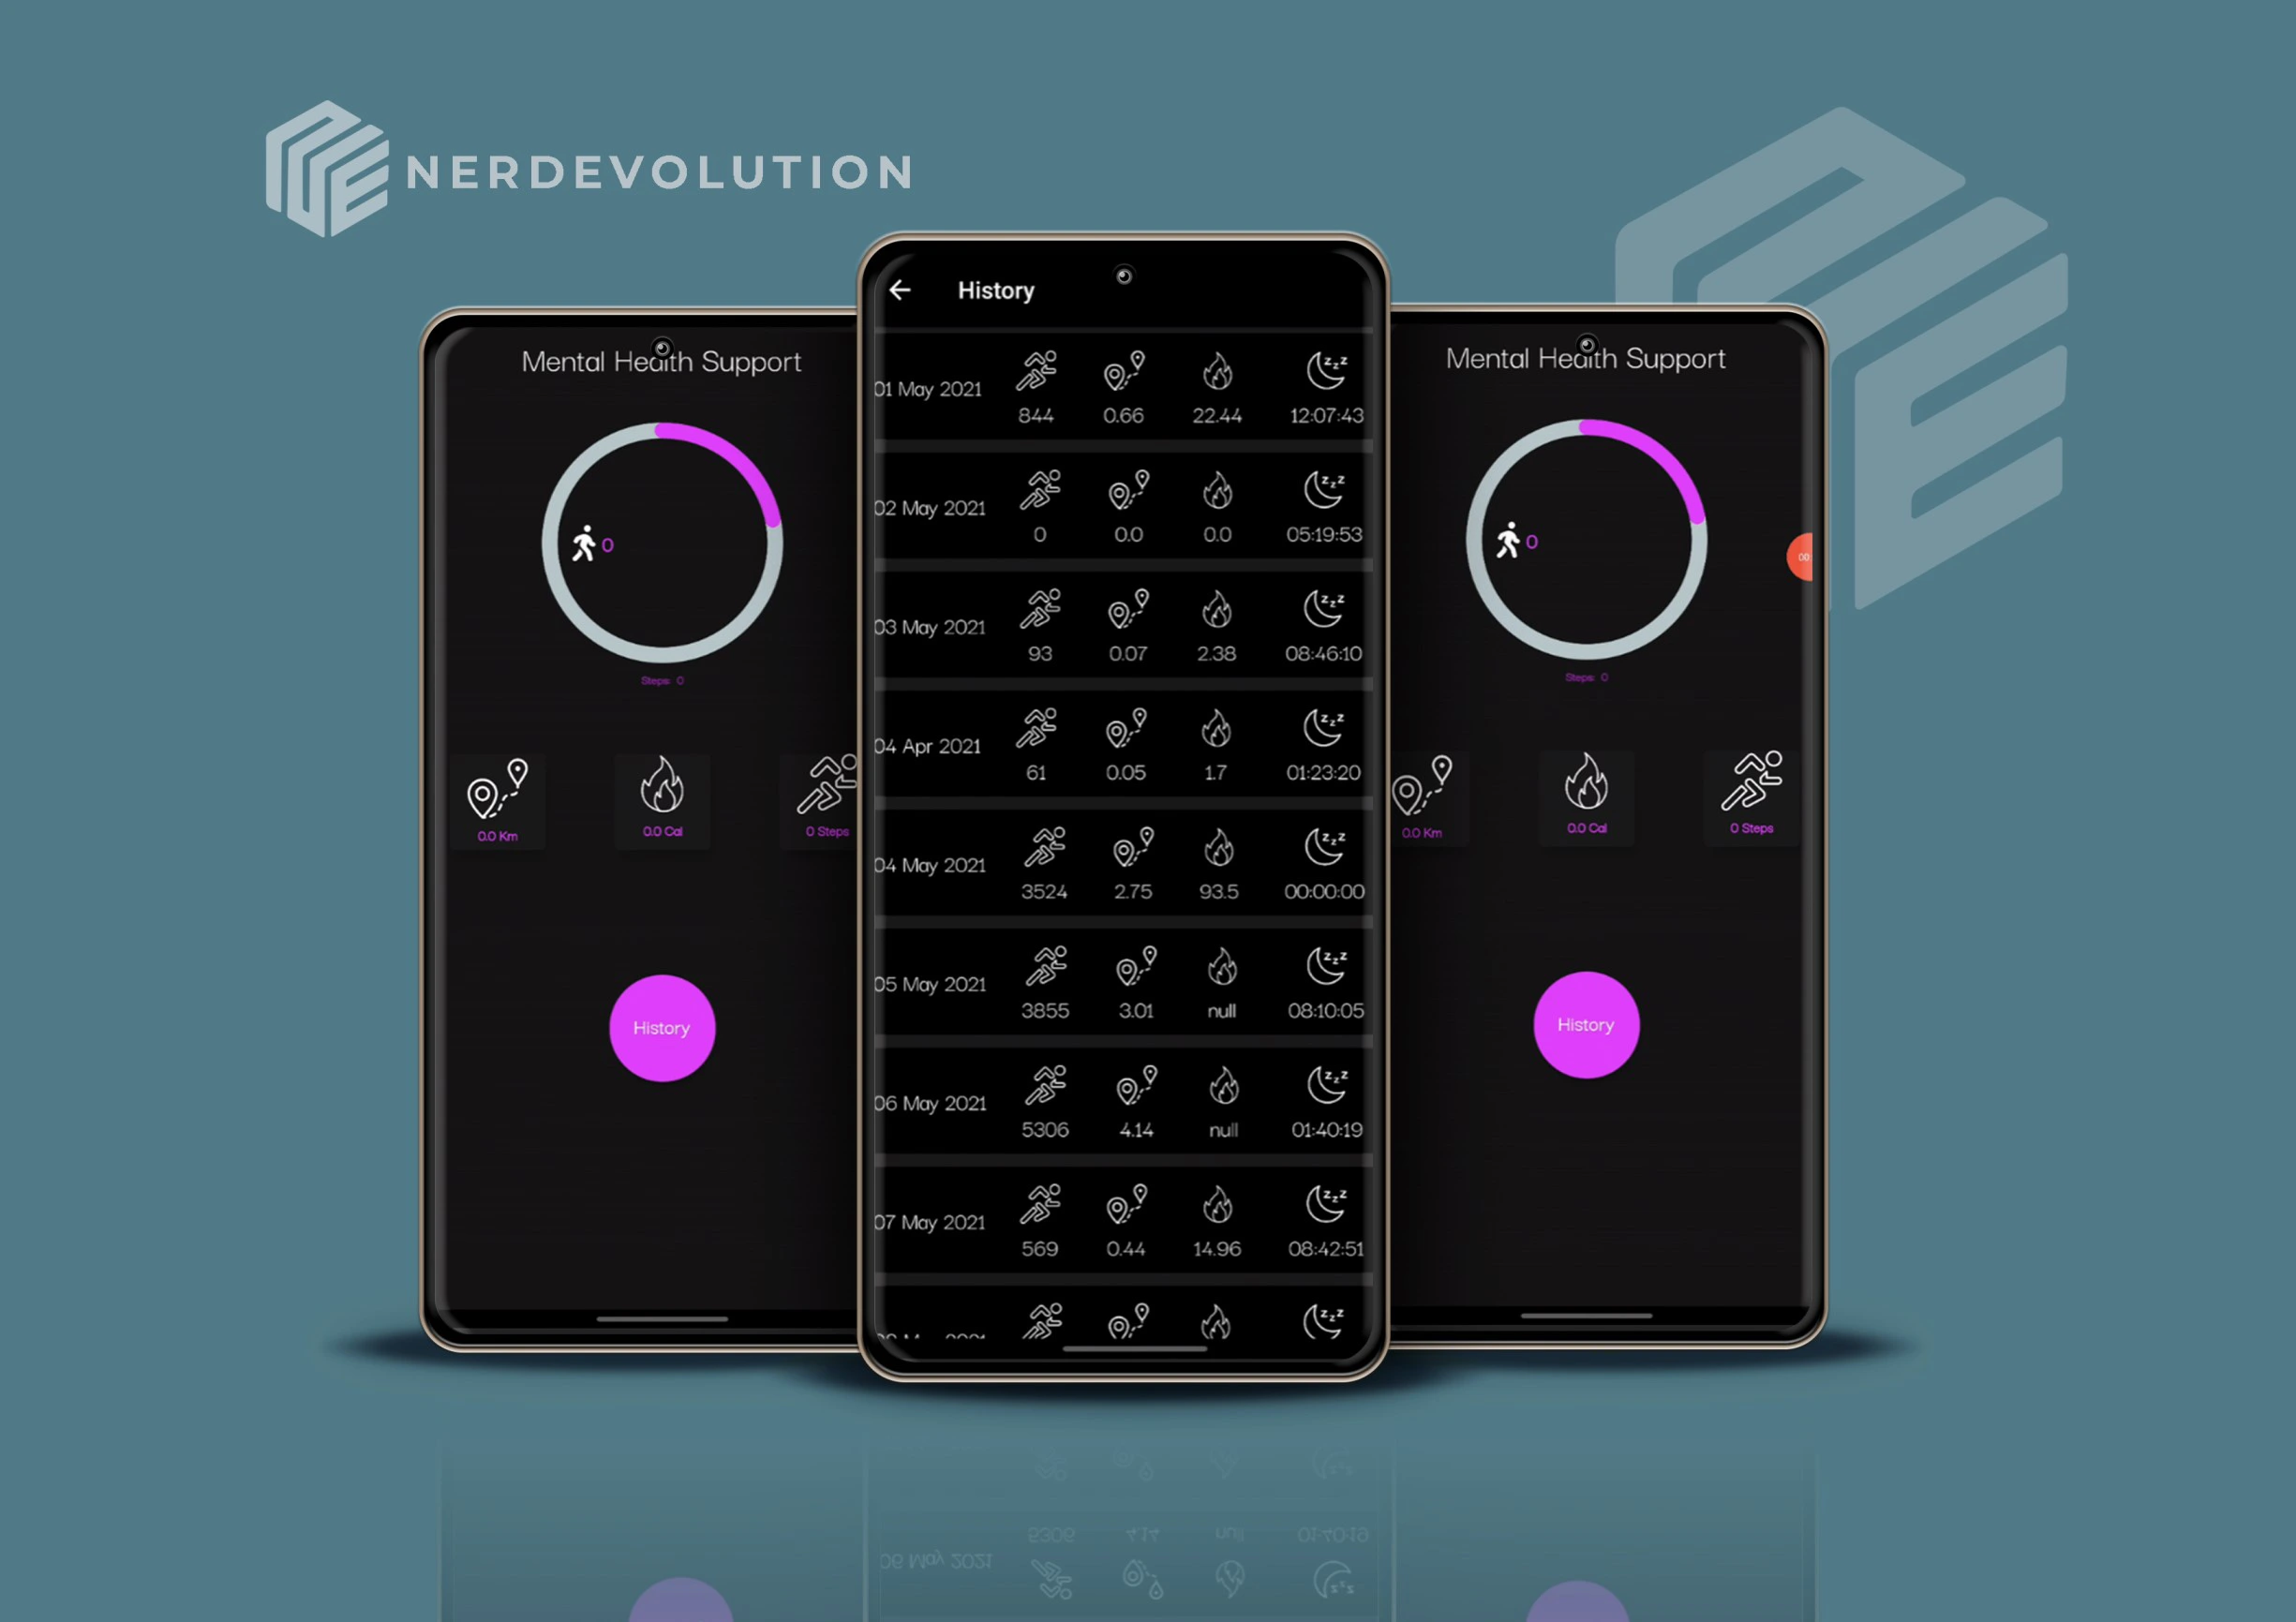 NERDEVOLUTION
Mental Health Support
0
Steps: 0
0.0 Km
0.0 Cal
0 Steps
History
History
01 May 2021
844 0.66 22.44 12:07:43
02 May 2021
0 0.0 0.0 05:19:53
03 May 2021
93 0.07 2.38 08:46:10
04 Apr 2021
61 0.05 1.7 01:23:20
04 May 2021
3524 2.75 93.5 00:00:00
05 May 2021
3855 3.01 null 08:10:05
06 May 2021
5306 4.14 null 01:40:19
07 May 2021
569 0.44 14.96 08:42:51
Mental Health Support
0
Steps: 0
00
0.0 Km
0.0 Cal
0 Steps
History